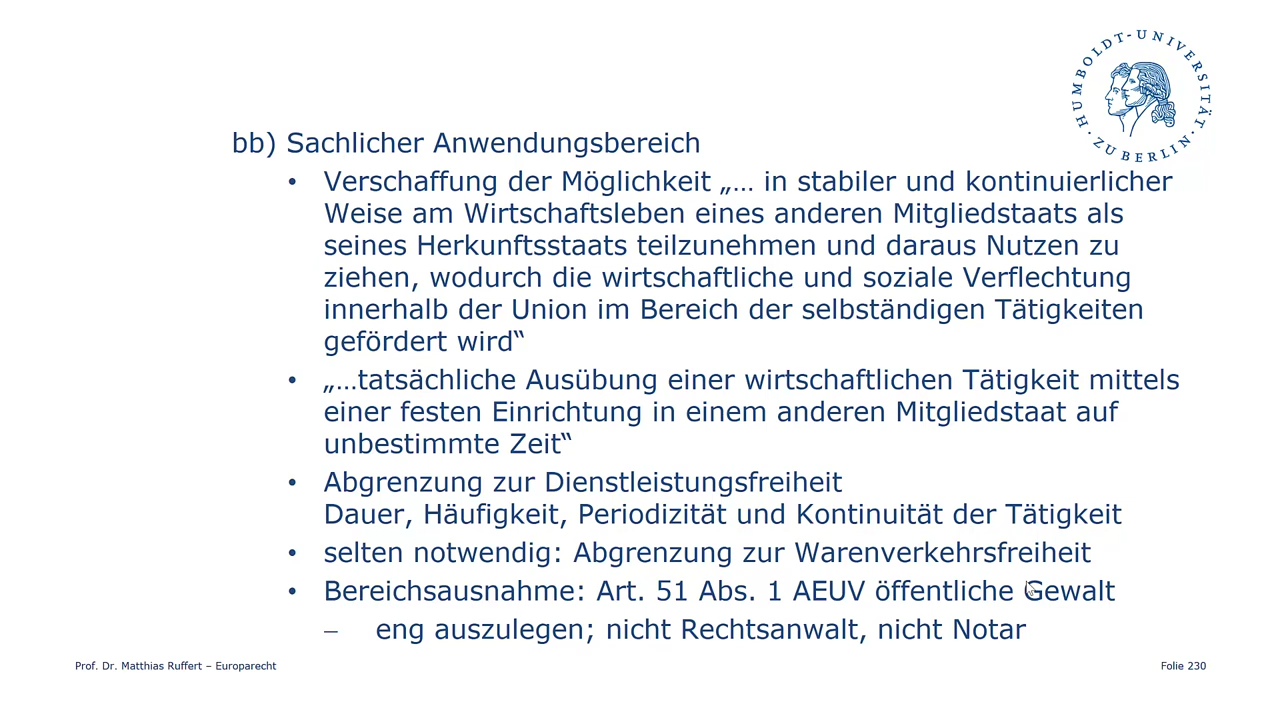 HUMBOLDT-UNIVERSITÄT
· ZU BERLIN ·
bb) Sachlicher Anwendungsbereich
• Verschaffung der Möglichkeit „… in stabiler und kontinuierlicher
Weise am Wirtschaftsleben eines anderen Mitgliedstaats als
seines Herkunftsstaats teilzunehmen und daraus Nutzen zu
ziehen, wodurch die wirtschaftliche und soziale Verflechtung
innerhalb der Union im Bereich der selbständigen Tätigkeiten
gefördert wird“
• „…tatsächliche Ausübung einer wirtschaftlichen Tätigkeit mittels
einer festen Einrichtung in einem anderen Mitgliedstaat auf
unbestimmte Zeit“
• Abgrenzung zur Dienstleistungsfreiheit
Dauer, Häufigkeit, Periodizität und Kontinuität der Tätigkeit
• selten notwendig: Abgrenzung zur Warenverkehrsfreiheit
• Bereichsausnahme: Art. 51 Abs. 1 AEUV öffentliche Gewalt
– eng auszulegen; nicht Rechtsanwalt, nicht Notar
Prof. Dr. Matthias Ruffert – Europarecht
Folie 230